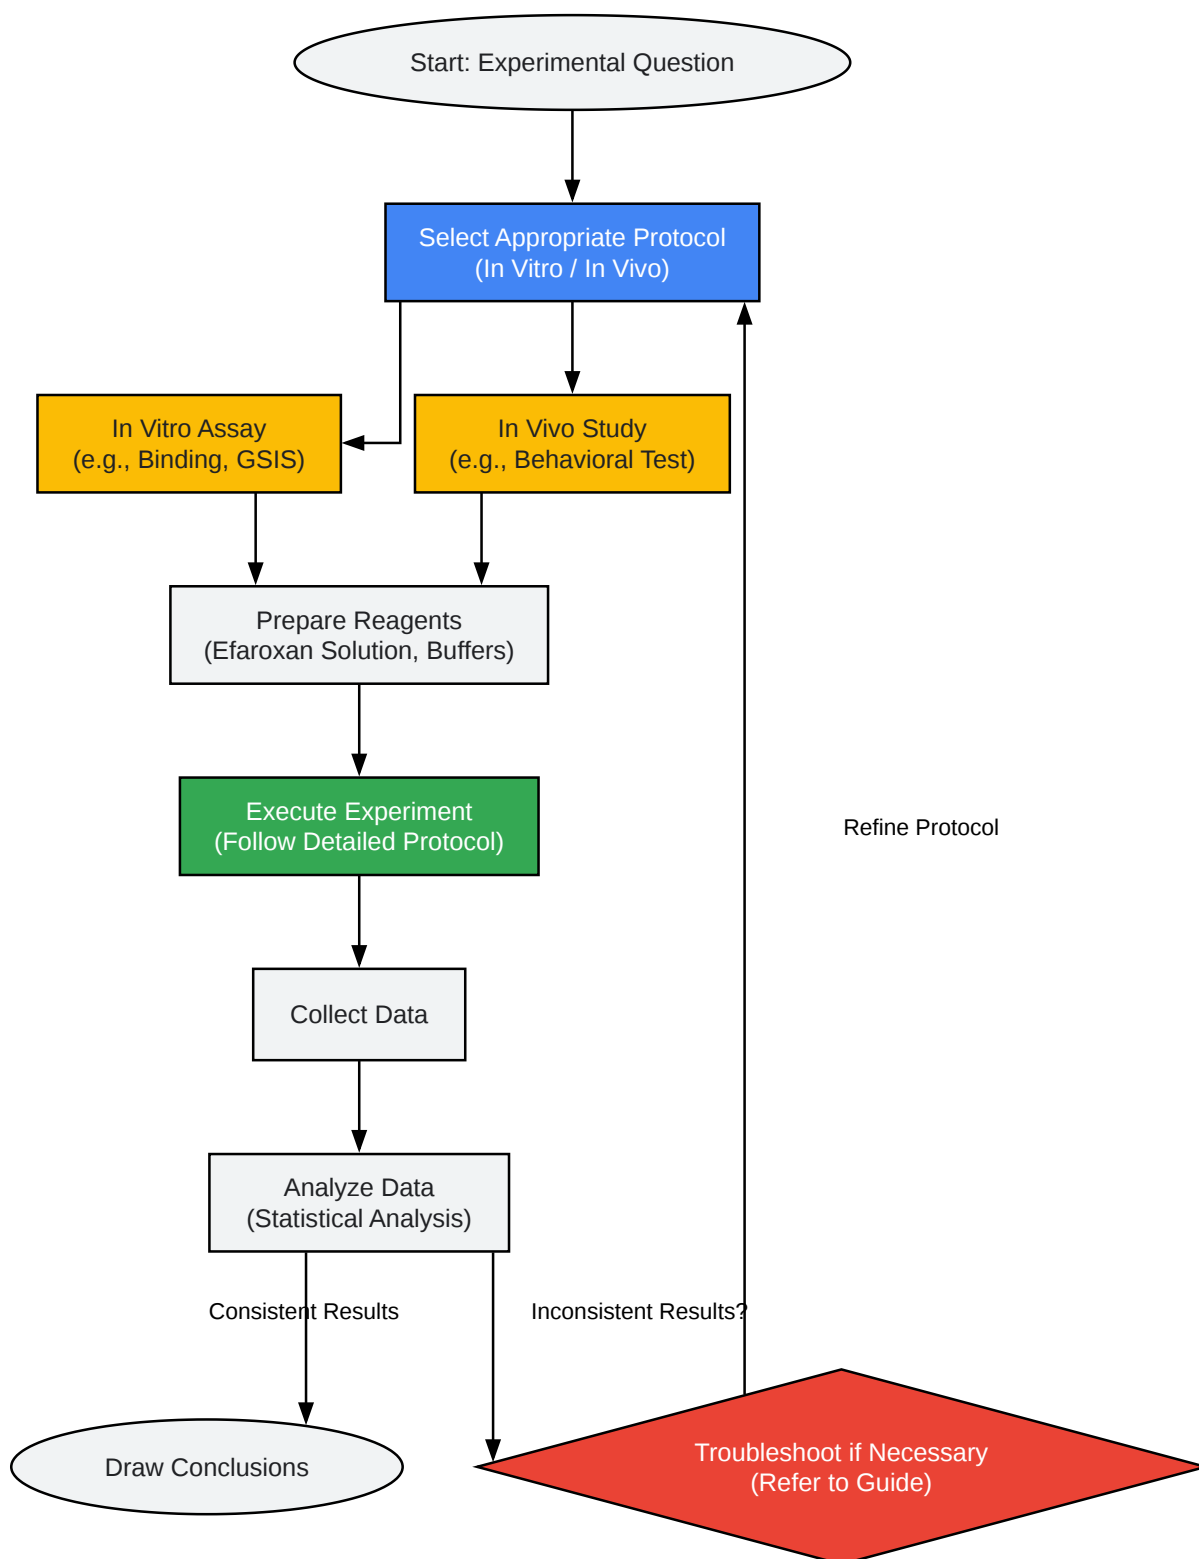 Start: Experimental Question
Select Appropriate Protocol
(In Vitro / In Vivo)
In Vitro Assay
(e.g., Binding, GSIS)
In Vivo Study
(e.g., Behavioral Test)
Prepare Reagents
(Efaroxan Solution, Buffers)
Execute Experiment
(Follow Detailed Protocol)
Refine Protocol
Collect Data
Analyze Data
(Statistical Analysis)
Consistent Results
Inconsistent Results?
Draw Conclusions
Troubleshoot if Necessary
(Refer to Guide)